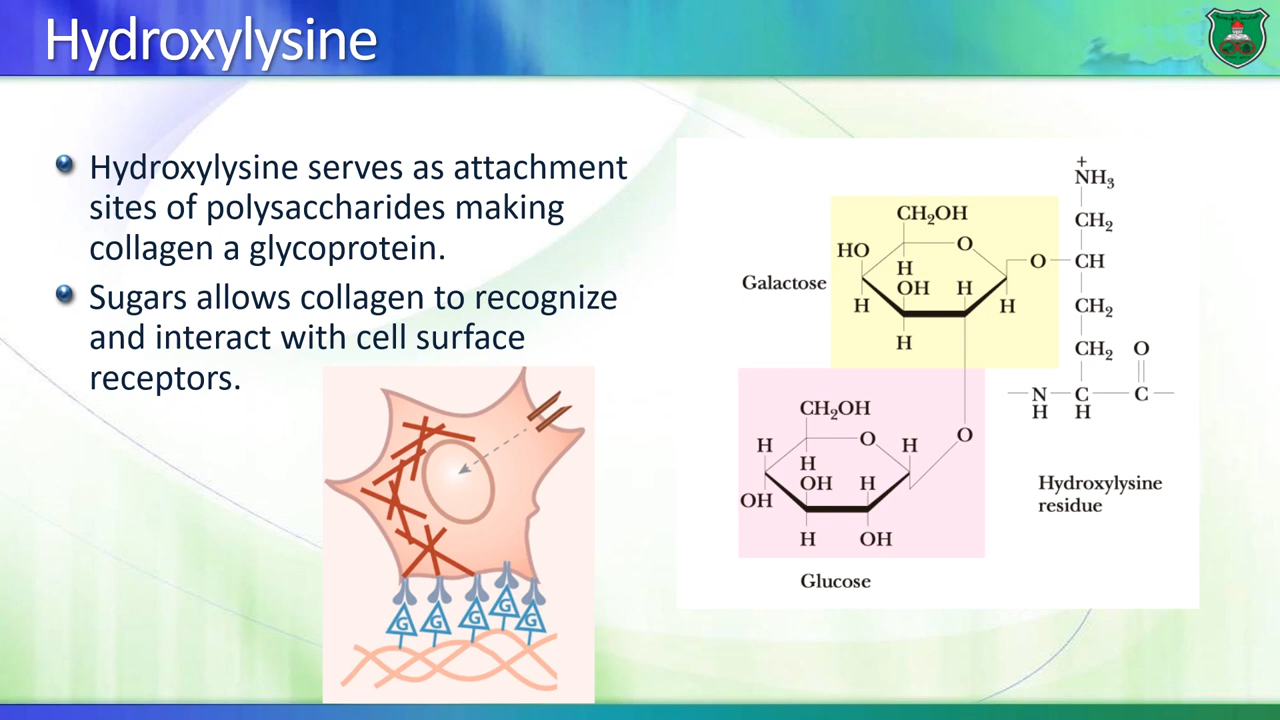 Hydroxylysine
Hydroxylysine serves as attachment
sites of polysaccharides making
collagen a glycoprotein.
Sugars allows collagen to recognize
and interact with cell surface
receptors.
G G G G G
+
NH₃
CH₂
CH₂OH
O
HO
O
CH
H
OH H
Galactose
H
H
CH₂
H
CH₂ O
N C C
H H
CH₂OH
O
O
H
H
H
OH H
OH
H OH
Hydroxylysine
residue
Glucose